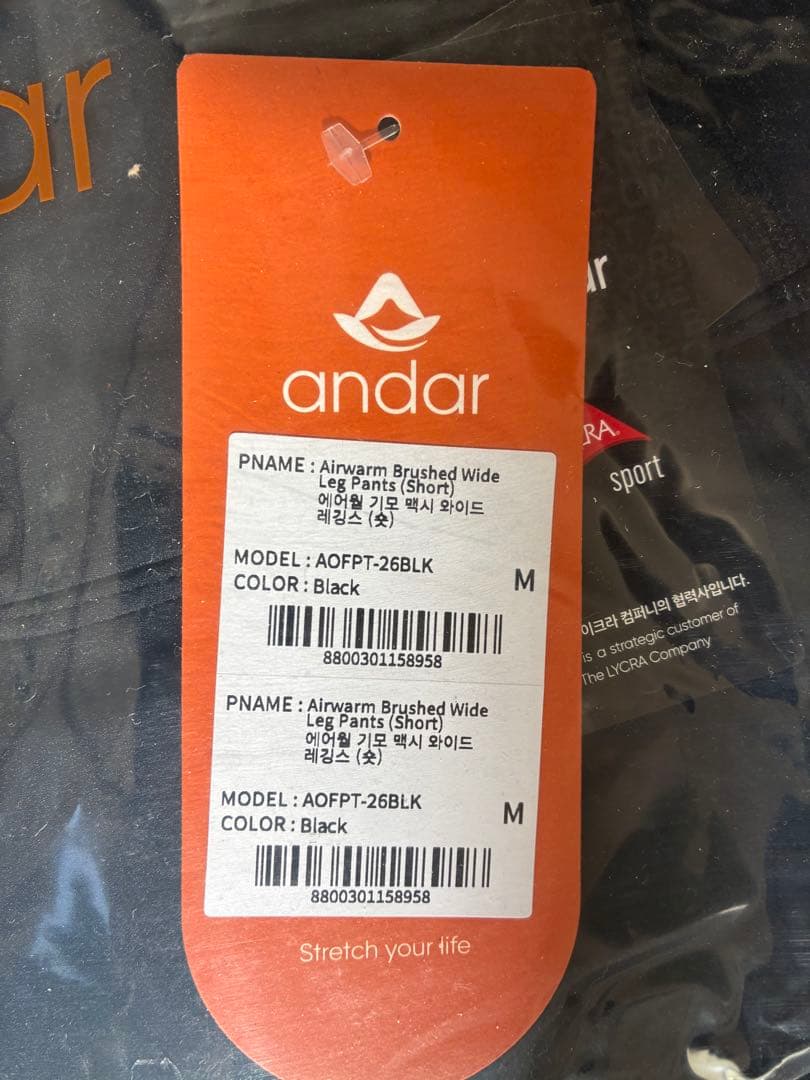 ar
andar
PNAME : Airwarm Brushed Wide
Leg Pants (Short)
에어웜 기모 맥시 와이드
레깅스 (숏)
MODEL : AOFPT-26BLK
COLOR : Black
M
8800301158958
PNAME : Airwarm Brushed Wide
Leg Pants (Short)
에어웜 기모 맥시 와이드
레깅스 (숏)
MODEL : AOFPT-26BLK
COLOR : Black
M
8800301158958
Stretch your life
ar
RA.
sport
이크라 컴퍼니의 협력사입니다.
is a strategic customer of
The LYCRA Company